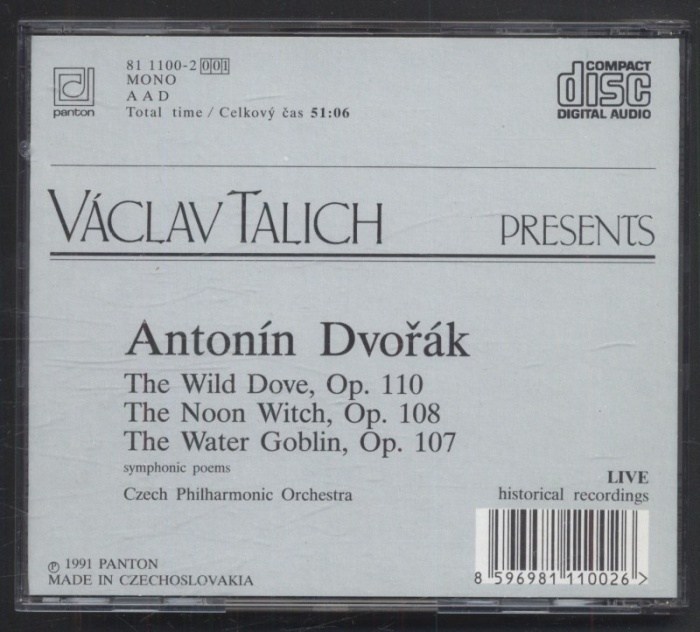 81 1100-2 001
MONO
A A D
Total time / Celkový čas 51:06
panton
COMPACT
disc
DIGITAL AUDIO
VÁCLAV TALICH PRESENTS
Antonín Dvořák
The Wild Dove, Op. 110
The Noon Witch, Op. 108
The Water Goblin, Op. 107
symphonic poems
Czech Philharmonic Orchestra
LIVE
historical recordings
℗ 1991 PANTON
MADE IN CZECHOSLOVAKIA
8 596981 110026 >